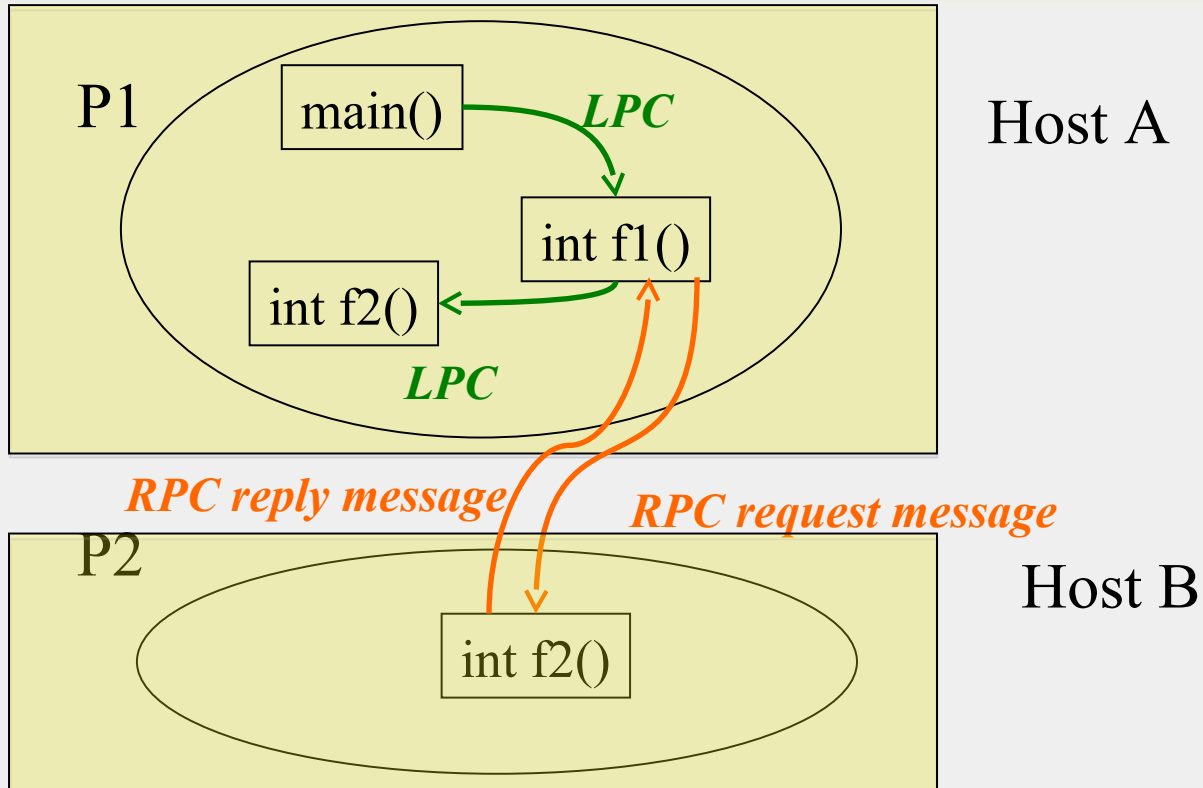 P1
main()
LPC
Host A
int f1()
int f2()
LPC
RPC reply message
RPC request message
P2
Host B
int f2()